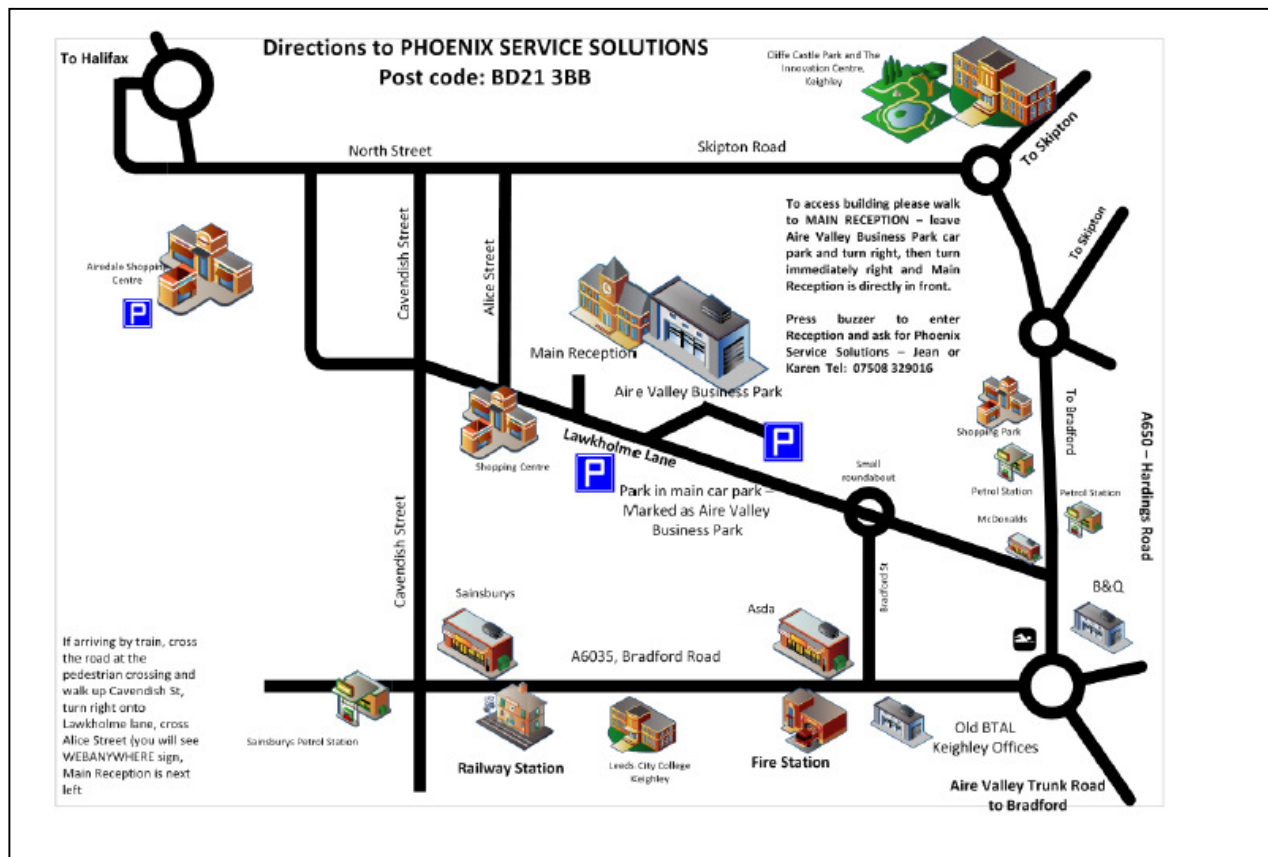 Directions to PHOENIX SERVICE SOLUTIONS
Post code: BD21 3BB
To Halifax
Cliffe Castle Park and The
Innovation Centre,
Keighley
To Skipton
North Street
Skipton Road
To access building please walk
to MAIN RECEPTION – leave
Aire Valley Business Park car
park and turn right, then turn
immediately right and Main
Reception is directly in front.
Press buzzer to enter
Reception and ask for Phoenix
Service Solutions – Jean or
Karen Tel: 07508 329016
To Skipton
Airedale Shopping
Centre
P
Cavendish Street
Alice Street
Main Reception
Aire Valley Business Park
To Bradford
A650 – Hardings Road
Shopping Park
Shopping Centre
Lawkholme Lane
P
P
Park in main car park –
Marked as Aire Valley
Business Park
Small
roundabout
Petrol Station
Petrol Station
McDonalds
Cavendish Street
Bradford St
B&Q
Sainsburys
Asda
A6035, Bradford Road
If arriving by train, cross
the road at the
pedestrian crossing and
walk up Cavendish St,
turn right onto
Lawkholme lane, cross
Alice Street (you will see
WEBANYWHERE sign,
Main Reception is next
left
Sainsburys Petrol Station
Railway Station
Leeds City College
Keighley
Fire Station
Old BTAL
Keighley Offices
Aire Valley Trunk Road
to Bradford